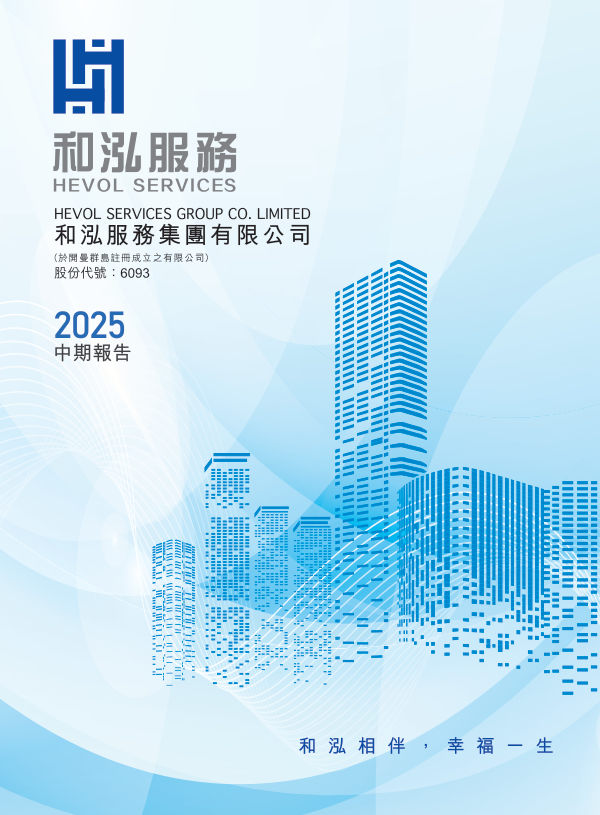 和泓服務
HEVOL SERVICES
HEVOL SERVICES GROUP CO. LIMITED
和泓服務集團有限公司
(於開曼群島註冊成立之有限公司)
股份代號：6093
2025
中期報告
和泓相伴，幸福一生